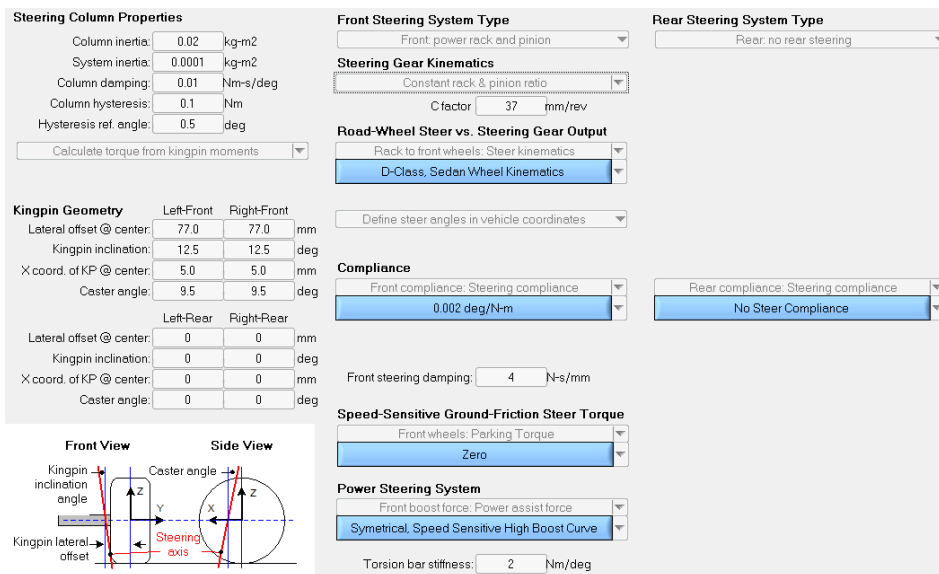 Steering Column Properties
Column inertia: 0.02 kg-m2
System inertia: 0.0001 kg-m2
Column damping: 0.01 Nm-s/deg
Column hysteresis: 0.1 Nm
Hysteresis ref. angle: 0.5 deg
Calculate torque from kingpin moments
Kingpin Geometry Left-Front Right-Front
Lateral offset @ center: 77.0 77.0 mm
Kingpin inclination: 12.5 12.5 deg
X coord. of KP @ center: 5.0 5.0 mm
Caster angle: 9.5 9.5 deg
Left-Rear Right-Rear
Lateral offset @ center: 0 0 mm
Kingpin inclination: 0 0 deg
X coord. of KP @ center: 0 0 mm
Caster angle: 0 0 deg
Front View Side View
Kingpin inclination angle
Caster angle
Z
Y
Z
X
Kingpin lateral offset
Steering axis
Front Steering System Type
Front: power rack and pinion
Steering Gear Kinematics
Constant rack & pinion ratio
C factor 37 mm/rev
Road-Wheel Steer vs. Steering Gear Output
Rack to front wheels: Steer kinematics
D-Class, Sedan Wheel Kinematics
Define steer angles in vehicle coordinates
Compliance
Front compliance: Steering compliance
0.002 deg/N-m
Front steering damping: 4 N-s/mm
Speed-Sensitive Ground-Friction Steer Torque
Front wheels: Parking Torque
Zero
Power Steering System
Front boost force: Power assist force
Symetrical, Speed Sensitive High Boost Curve
Torsion bar stiffness: 2 Nm/deg
Rear Steering System Type
Rear: no rear steering
Rear compliance: Steering compliance
No Steer Compliance